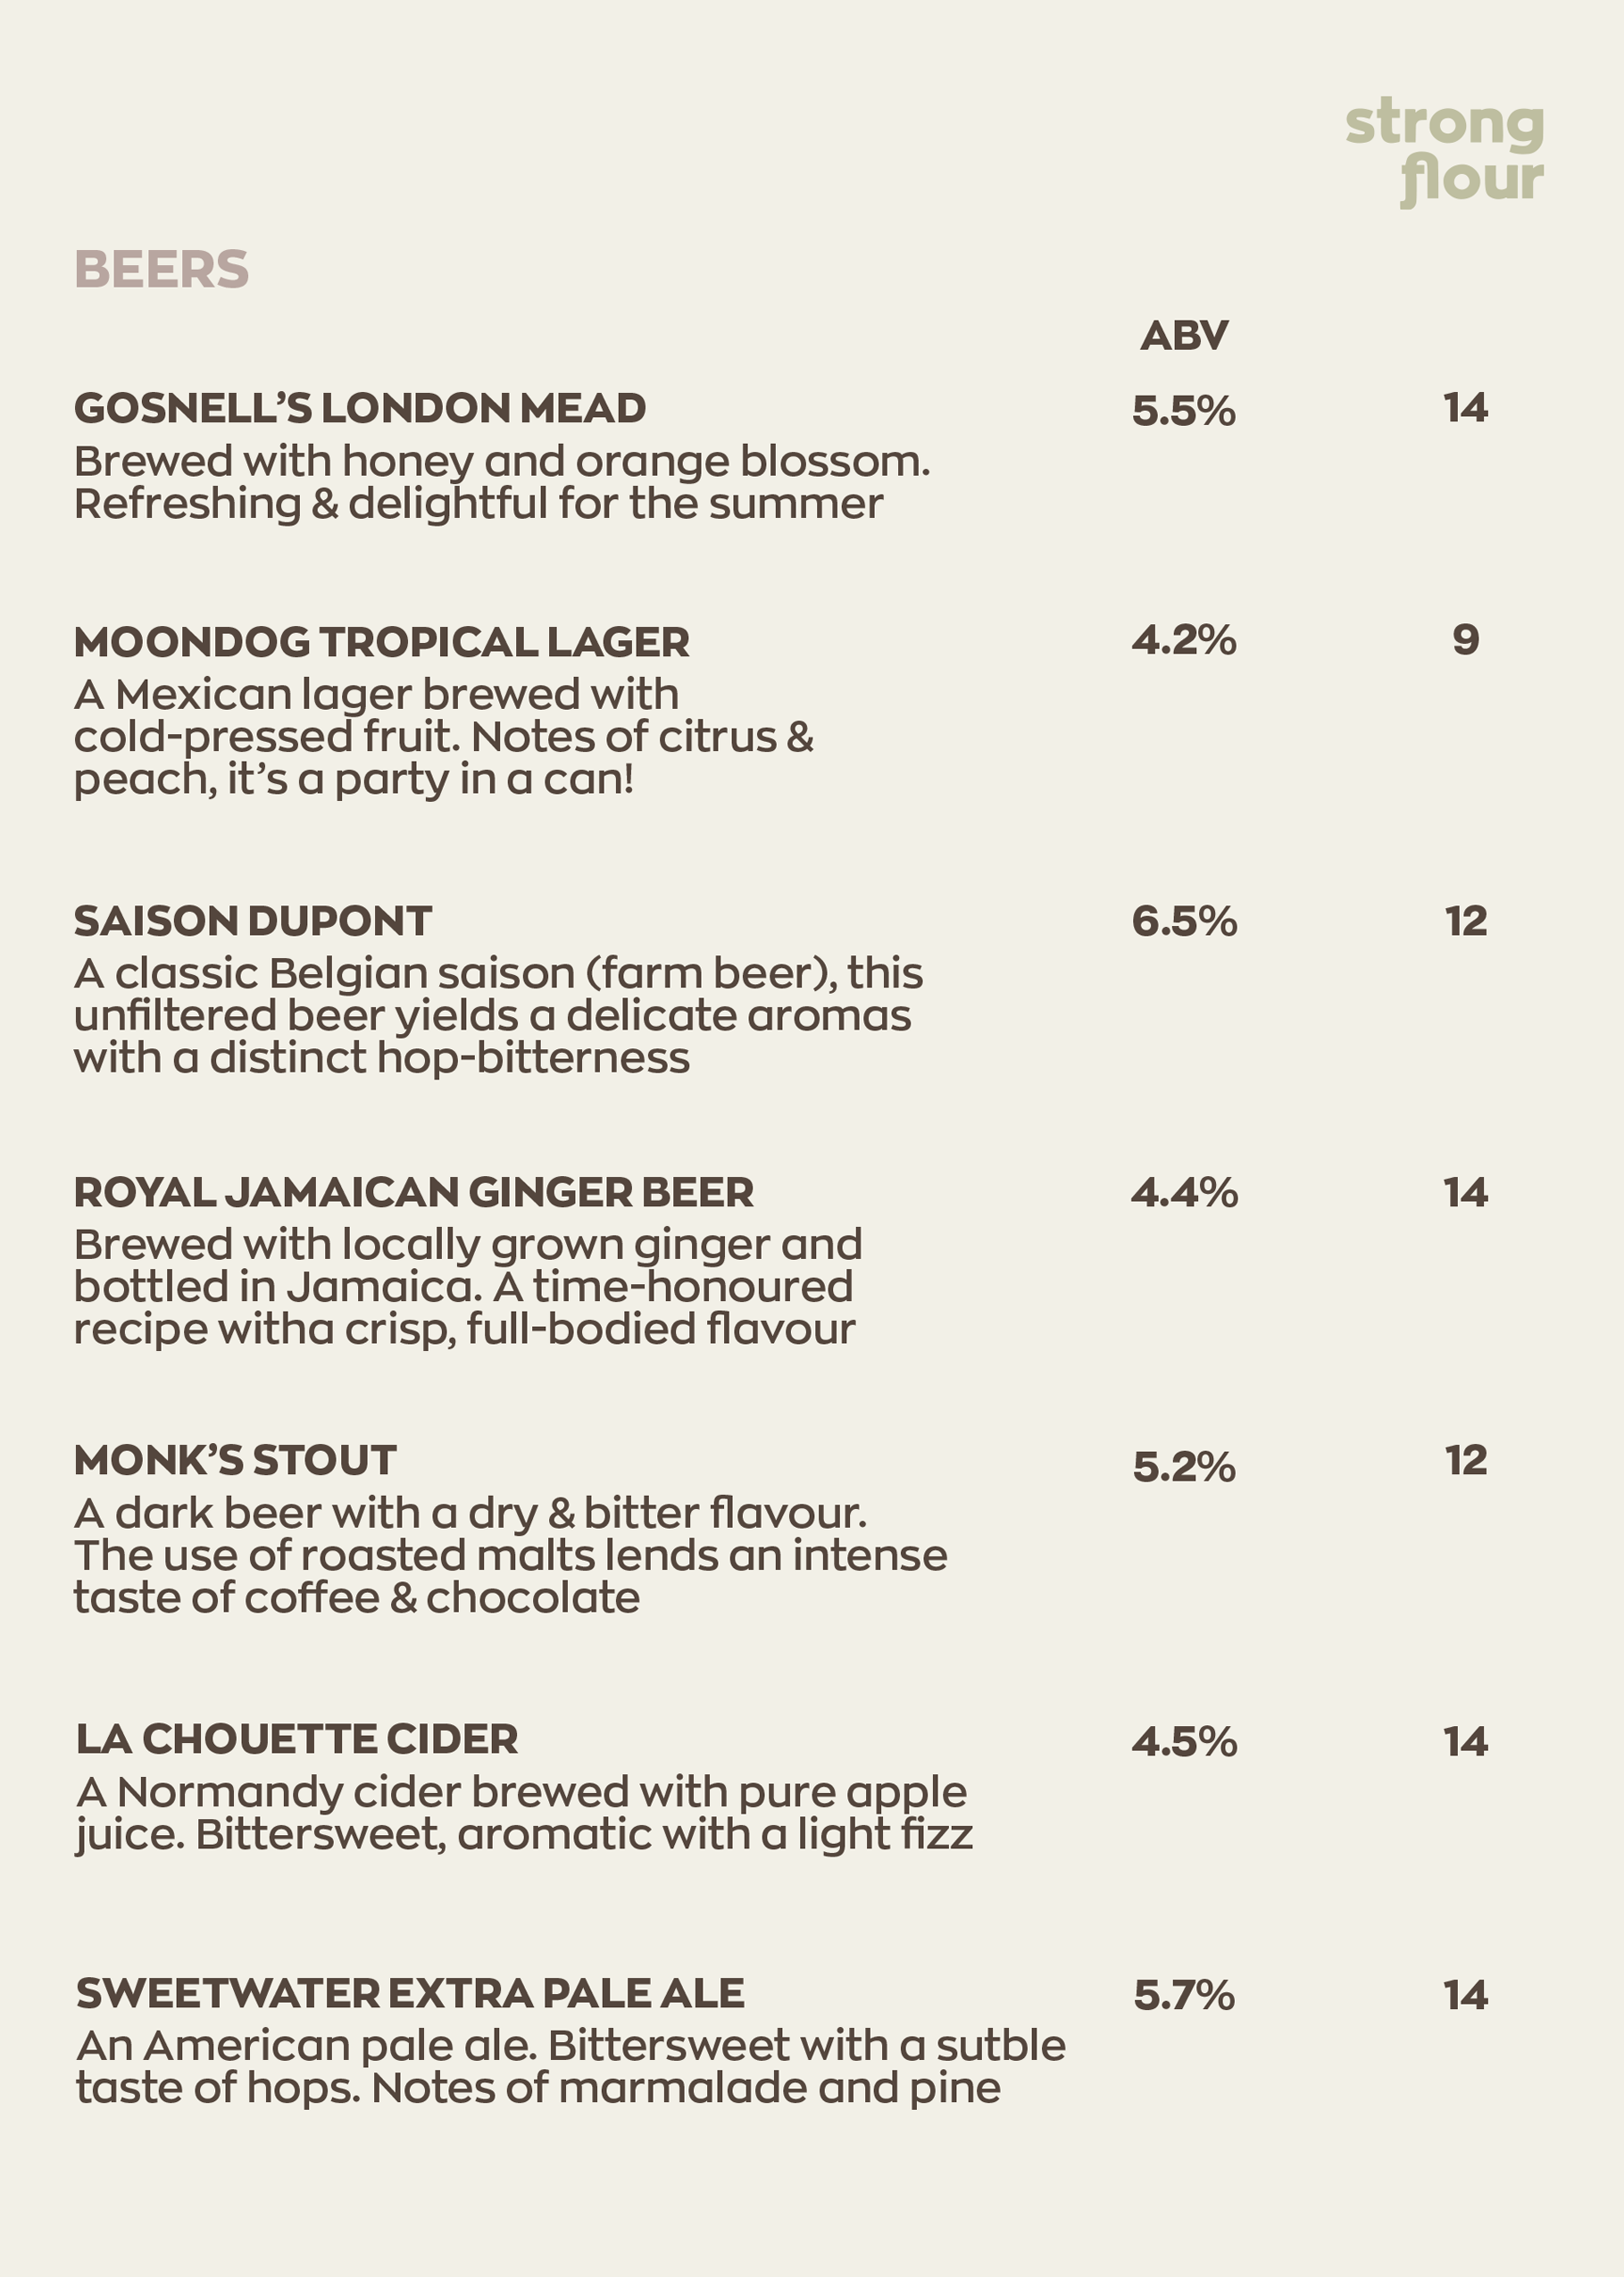 strong
flour
BEERS
ABV
GOSNELL’S LONDON MEAD 5.5% 14
Brewed with honey and orange blossom.
Refreshing & delightful for the summer
MOONDOG TROPICAL LAGER 4.2% 9
A Mexican lager brewed with
cold-pressed fruit. Notes of citrus &
peach, it’s a party in a can!
SAISON DUPONT 6.5% 12
A classic Belgian saison (farm beer), this
unfiltered beer yields a delicate aromas
with a distinct hop-bitterness
ROYAL JAMAICAN GINGER BEER 4.4% 14
Brewed with locally grown ginger and
bottled in Jamaica. A time-honoured
recipe witha crisp, full-bodied flavour
MONK’S STOUT 5.2% 12
A dark beer with a dry & bitter flavour.
The use of roasted malts lends an intense
taste of coffee & chocolate
LA CHOUETTE CIDER 4.5% 14
A Normandy cider brewed with pure apple
juice. Bittersweet, aromatic with a light fizz
SWEETWATER EXTRA PALE ALE 5.7% 14
An American pale ale. Bittersweet with a sutble
taste of hops. Notes of marmalade and pine